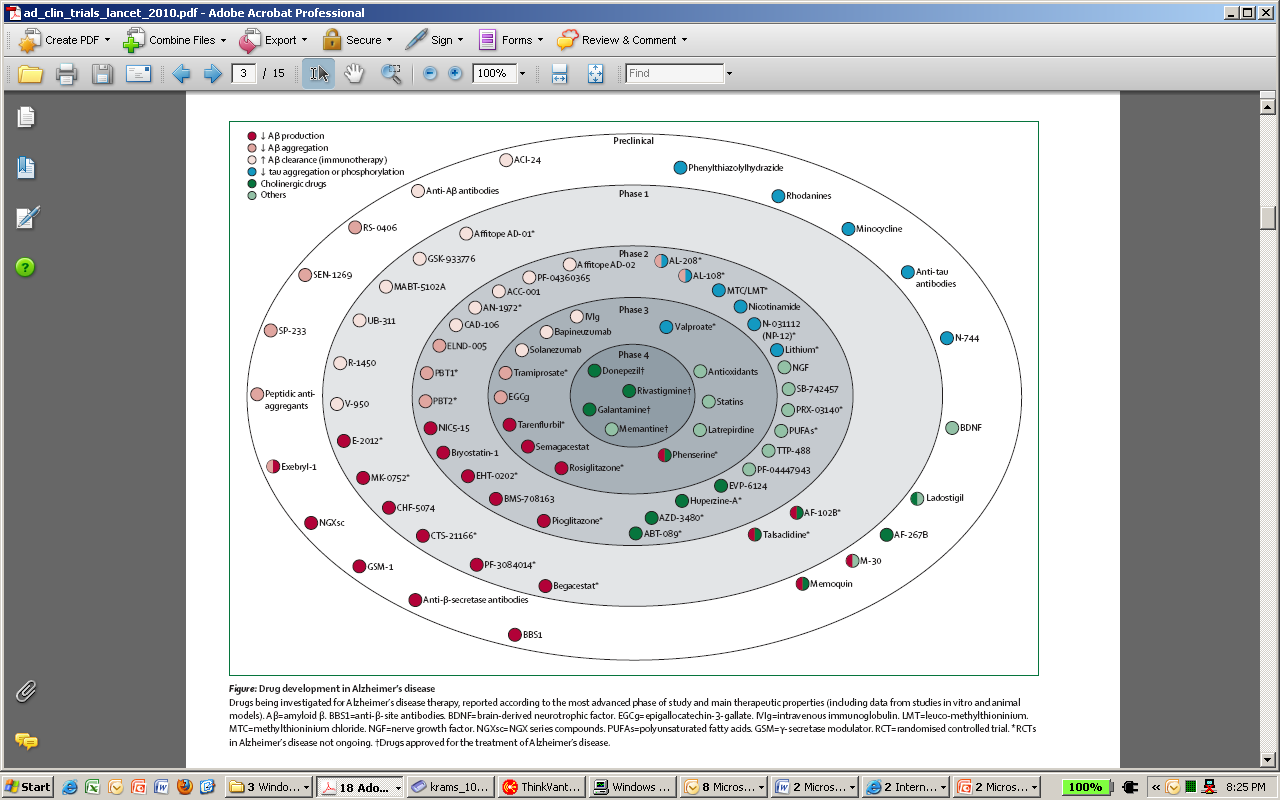 ad_clin_trials_lancet_2010.pdf - Adobe Acrobat Professional
Create PDF
Combine Files
Export
Secure
Sign
Forms
Review & Comment
3 / 15
100%
Find
↓ Aβ production
↓ Aβ aggregation
↑ Aβ clearance (immunotherapy)
↓ tau aggregation or phosphorylation
Cholinergic drugs
Others
Preclinical
ACI-24
Phenylthiazolylhydrazide
Anti-Aβ antibodies
Rhodanines
RS-0406
Minocycline
SEN-1269
Anti-tau
antibodies
SP-233
N-744
Peptidic anti-
aggregants
BDNF
Exebryl-1
Ladostigil
NGXsc
AF-267B
GSM-1
M-30
Anti-β-secretase antibodies
Memoquin
BBS1
Phase 1
Affitope AD-01*
GSK-933776
MABT-5102A
UB-311
R-1450
V-950
E-2012*
MK-0752*
CHF-5074
CTS-21166*
PF-3084014*
Begacestat*
AF-102B*
Talsaclidine*
Phase 2
Affitope AD-02
AL-208*
PF-04360365
AL-108*
ACC-001
MTC/LMT*
AN-1972*
Nicotinamide
CAD-106
N-031112
(NP-12)*
ELND-005
Lithium*
PBT1*
NGF
PBT2*
SB-742457
PRX-03140*
NIC5-15
PUFAs*
Bryostatin-1
TTP-488
EHT-0202*
PF-04447943
BMS-708163
EVP-6124
Huperzine-A*
Pioglitazone*
AZD-3480*
ABT-089*
Phase 3
IVIg
Valproate*
Bapineuzumab
Solanezumab
Tramiprosate*
Antioxidants
EGCg
Statins
Tarenflurbil*
Latrepirdine
Semagacestat
Phenserine*
Rosiglitazone*
Phase 4
Donepezil†
Rivastigmine†
Galantamine†
Memantine†
Figure: Drug development in Alzheimer's disease
Drugs being investigated for Alzheimer's disease therapy, reported according to the most advanced phase of study and main therapeutic properties (including data from studies in vitro and animal
models). Aβ=amyloid β. BBS1=anti-β-site antibodies. BDNF=brain-derived neurotrophic factor. EGCg=epigallocatechin-3-gallate. IVIg=intravenous immunoglobulin. LMT=leuco-methylthioninium.
MTC=methylthioninium chloride. NGF=nerve growth factor. NGXsc=NGX series compounds. PUFAs=polyunsaturated fatty acids. GSM=γ-secretase modulator. RCT=randomised controlled trial. *RCTs
in Alzheimer's disease not ongoing. †Drugs approved for the treatment of Alzheimer's disease.
Start
3 Windo...
18 Ado...
krams_10...
ThinkVant...
Windows ...
8 Micros...
2 Micros...
2 Intern...
2 Micros...
100%
8:25 PM